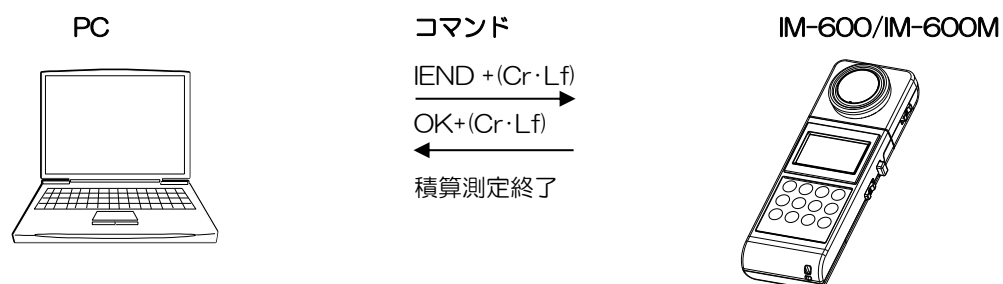 PC
コマンド
IM-600/IM-600M
IEND +(Cr･Lf)
OK+(Cr･Lf)
積算測定終了